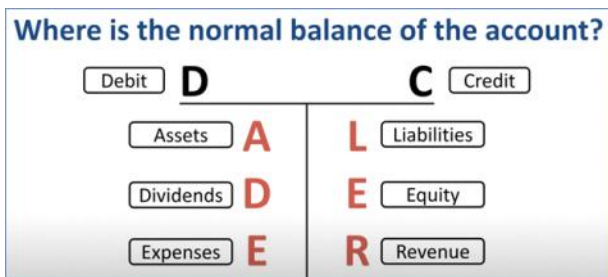 Where is the normal balance of the account?
Debit D C Credit
Assets A L Liabilities
Dividends D E Equity
Expenses E R Revenue